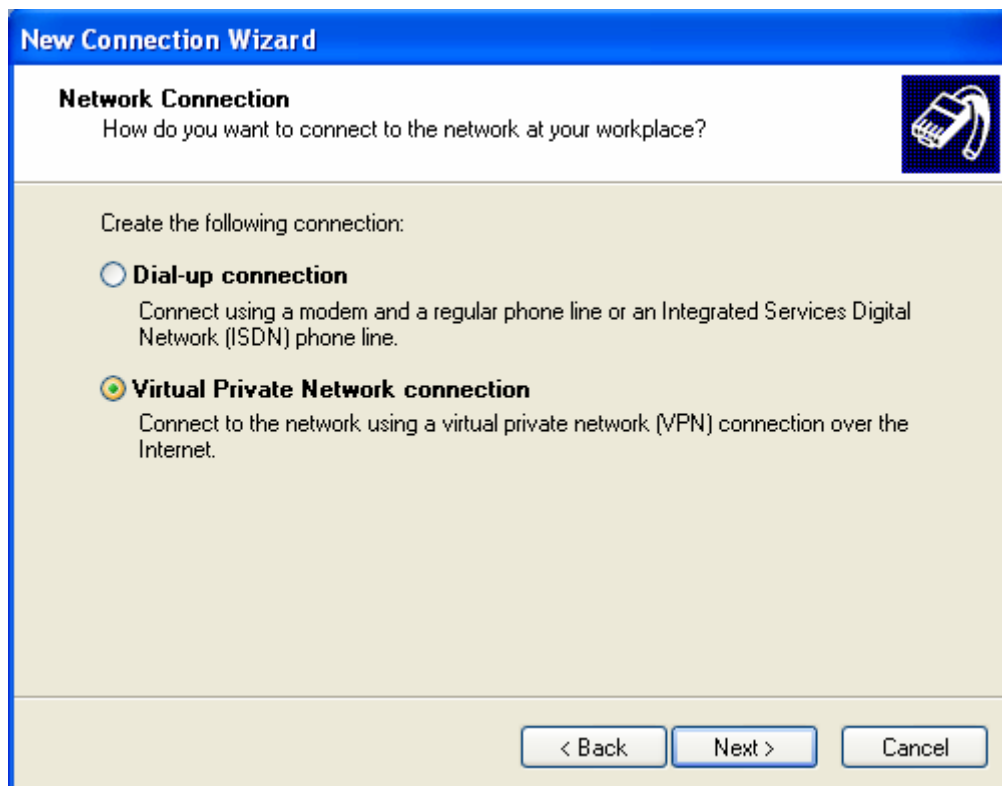 New Connection Wizard
Network Connection
How do you want to connect to the network at your workplace?
Create the following connection:
Dial-up connection
Connect using a modem and a regular phone line or an Integrated Services Digital
Network (ISDN) phone line.
Virtual Private Network connection
Connect to the network using a virtual private network (VPN) connection over the
Internet.
< Back
Next >
Cancel